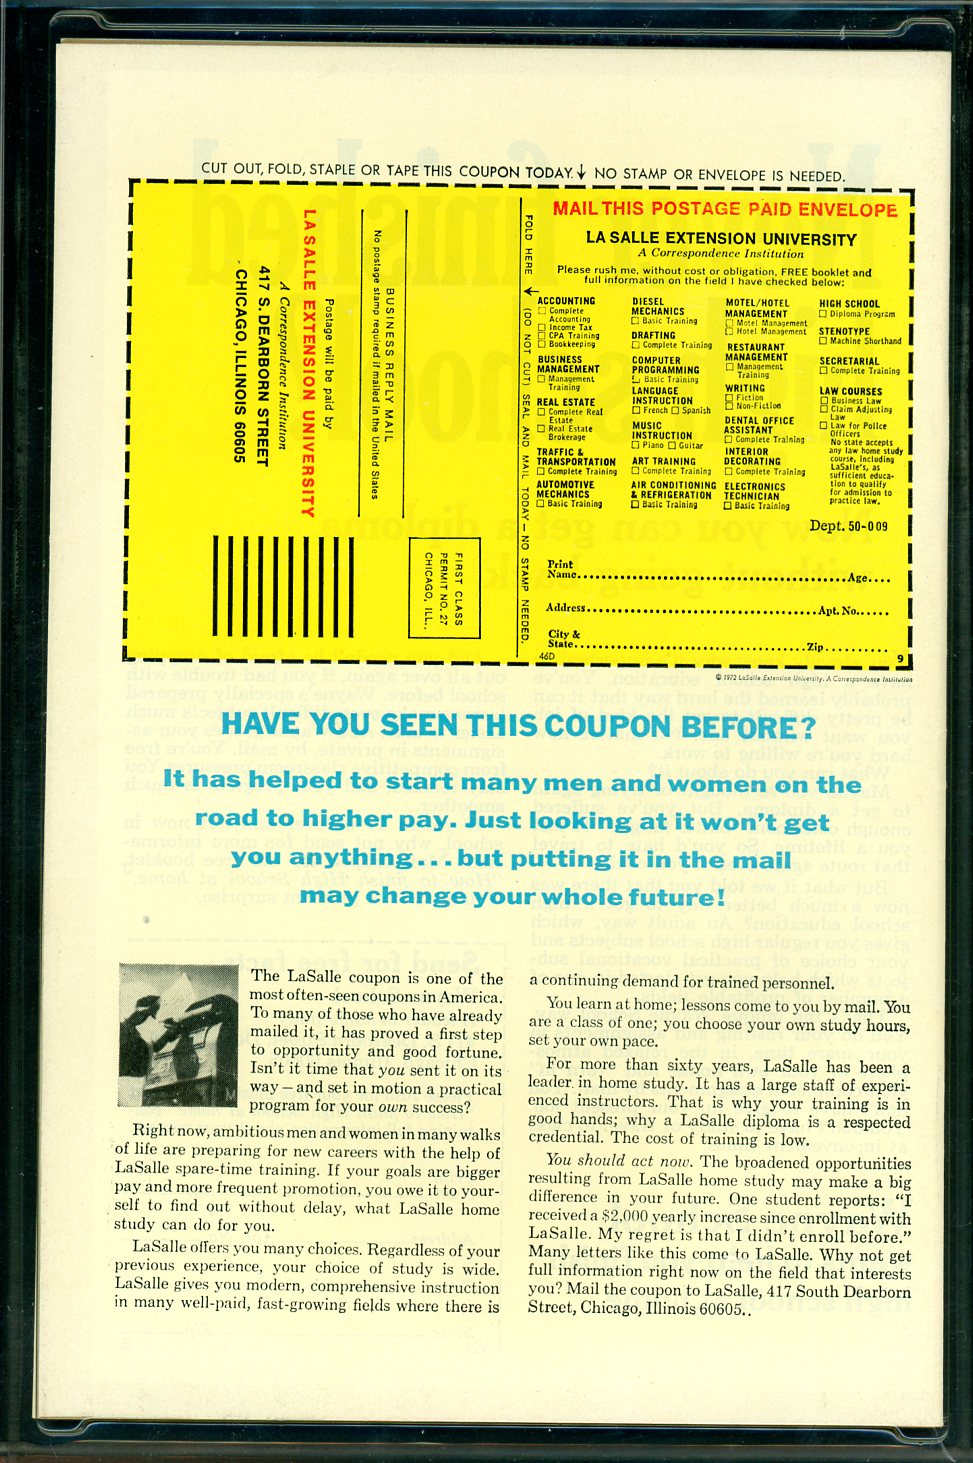 CUT OUT, FOLD, STAPLE OR TAPE THIS COUPON TODAY. ↓ NO STAMP OR ENVELOPE IS NEEDED.
No postage stamp required if mailed in the United States
BUSINESS REPLY MAIL
Postage will be paid by
LA SALLE EXTENSION UNIVERSITY
A Correspondence Institution
417 S. DEARBORN STREET
CHICAGO, ILLINOIS 60605
FIRST CLASS
PERMIT NO. 27
CHICAGO, ILL.
FOLD HERE → (DO NOT CUT) SEAL AND MAIL TODAY—NO STAMP NEEDED.
MAIL THIS POSTAGE PAID ENVELOPE
LA SALLE EXTENSION UNIVERSITY
A Correspondence Institution
Please rush me, without cost or obligation, FREE booklet and
full information on the field I have checked below:
ACCOUNTING
☐ Complete
Accounting
☐ Income Tax
☐ CPA Training
☐ Bookkeeping
BUSINESS
MANAGEMENT
☐ Management
Training
REAL ESTATE
☐ Complete Real
Estate
☐ Real Estate
Brokerage
TRAFFIC &
TRANSPORTATION
☐ Complete Training
AUTOMOTIVE
MECHANICS
☐ Basic Training
DIESEL
MECHANICS
☐ Basic Training
DRAFTING
☐ Complete Training
COMPUTER
PROGRAMMING
☐ Basic Training
LANGUAGE
INSTRUCTION
☐ French ☐ Spanish
MUSIC
INSTRUCTION
☐ Piano ☐ Guitar
ART TRAINING
☐ Complete Training
AIR CONDITIONING
& REFRIGERATION
☐ Basic Training
MOTEL/HOTEL
MANAGEMENT
☐ Motel Management
☐ Hotel Management
RESTAURANT
MANAGEMENT
☐ Management
Training
WRITING
☐ Fiction
☐ Non-Fiction
DENTAL OFFICE
ASSISTANT
☐ Complete Training
INTERIOR
DECORATING
☐ Complete Training
ELECTRONICS
TECHNICIAN
☐ Basic Training
HIGH SCHOOL
☐ Diploma Program
STENOTYPE
☐ Machine Shorthand
SECRETARIAL
☐ Complete Training
LAW COURSES
☐ Business Law
☐ Claim Adjusting
Law
☐ Law for Police
Officers
No state accepts
any law home study
course, including
LaSalle's, as
sufficient educa-
tion to qualify
for admission to
practice law.
Dept. 50-009
Print
Name.............Age....
Address.............Apt. No......
City &
State.............Zip..........
46D 9
© 1972 LaSalle Extension University. A Correspondence Institution
HAVE YOU SEEN THIS COUPON BEFORE?
It has helped to start many men and women on the
road to higher pay. Just looking at it won't get
you anything...but putting it in the mail
may change your whole future!
The LaSalle coupon is one of the
most often-seen coupons in America.
To many of those who have already
mailed it, it has proved a first step
to opportunity and good fortune.
Isn't it time that you sent it on its
way — and set in motion a practical
program for your own success?
Right now, ambitious men and women in many walks
of life are preparing for new careers with the help of
LaSalle spare-time training. If your goals are bigger
pay and more frequent promotion, you owe it to your-
self to find out without delay, what LaSalle home
study can do for you.
LaSalle offers you many choices. Regardless of your
previous experience, your choice of study is wide.
LaSalle gives you modern, comprehensive instruction
in many well-paid, fast-growing fields where there is
a continuing demand for trained personnel.
You learn at home; lessons come to you by mail. You
are a class of one; you choose your own study hours,
set your own pace.
For more than sixty years, LaSalle has been a
leader in home study. It has a large staff of experi-
enced instructors. That is why your training is in
good hands; why a LaSalle diploma is a respected
credential. The cost of training is low.
You should act now. The broadened opportunities
resulting from LaSalle home study may make a big
difference in your future. One student reports: "I
received a $2,000 yearly increase since enrollment with
LaSalle. My regret is that I didn't enroll before."
Many letters like this come to LaSalle. Why not get
full information right now on the field that interests
you? Mail the coupon to LaSalle, 417 South Dearborn
Street, Chicago, Illinois 60605..